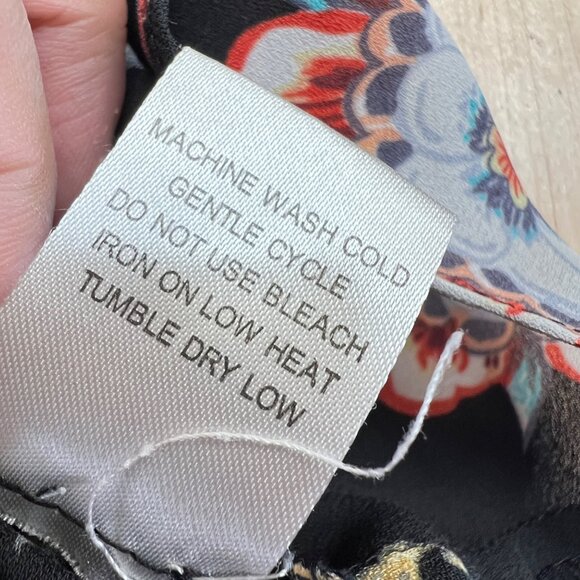 MACHINE WASH COLD
GENTLE CYCLE
DO NOT USE BLEACH
IRON ON LOW HEAT
TUMBLE DRY LOW